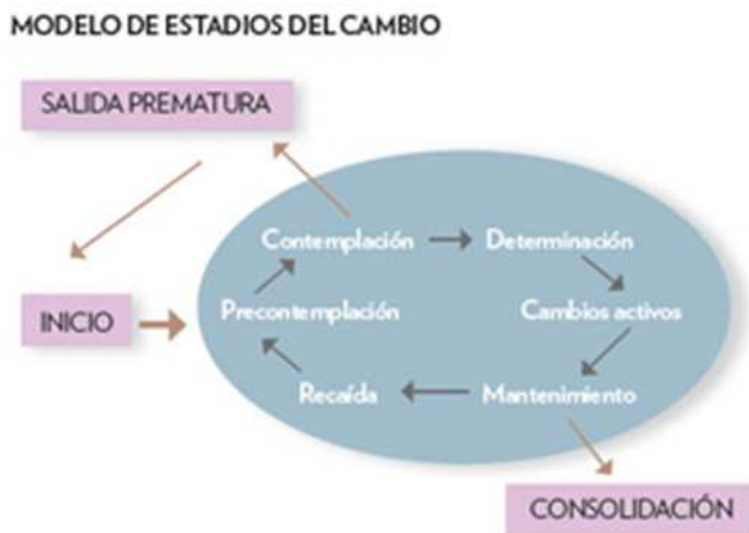 MODELO DE ESTADIOS DEL CAMBIO
SALIDA PREMATURA
Contemplación
Determinación
INICIO
Precontemplación
Cambios activos
Recaída
Mantenimiento
CONSOLIDACIÓN